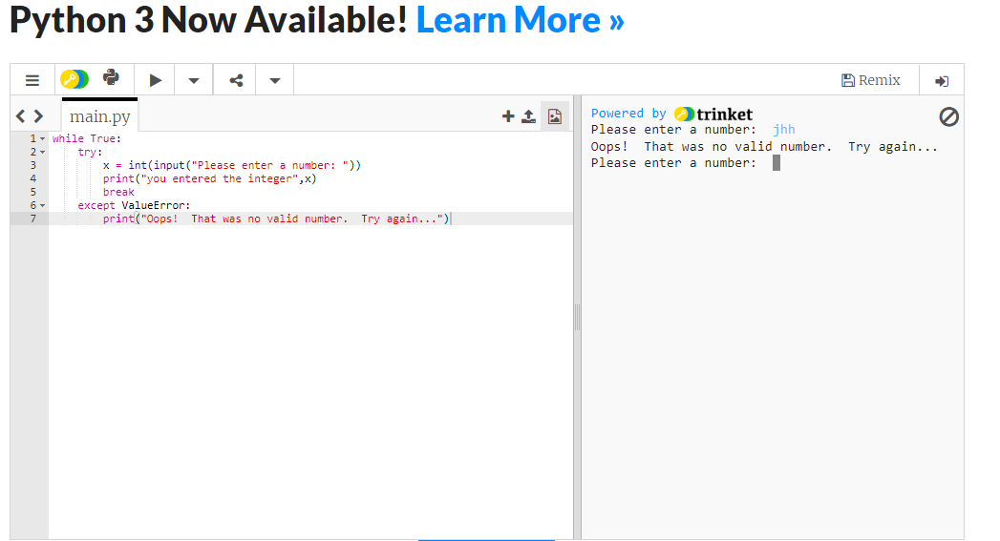 Python 3 Now Available! Learn More »
Remix
main.py
1 while True:
2     try:
3         x = int(input("Please enter a number: "))
4         print("you entered the integer",x)
5         break
6     except ValueError:
7         print("Oops!  That was no valid number.  Try again...")
Powered by trinket
Please enter a number:  jhh
Oops!  That was no valid number.  Try again...
Please enter a number: